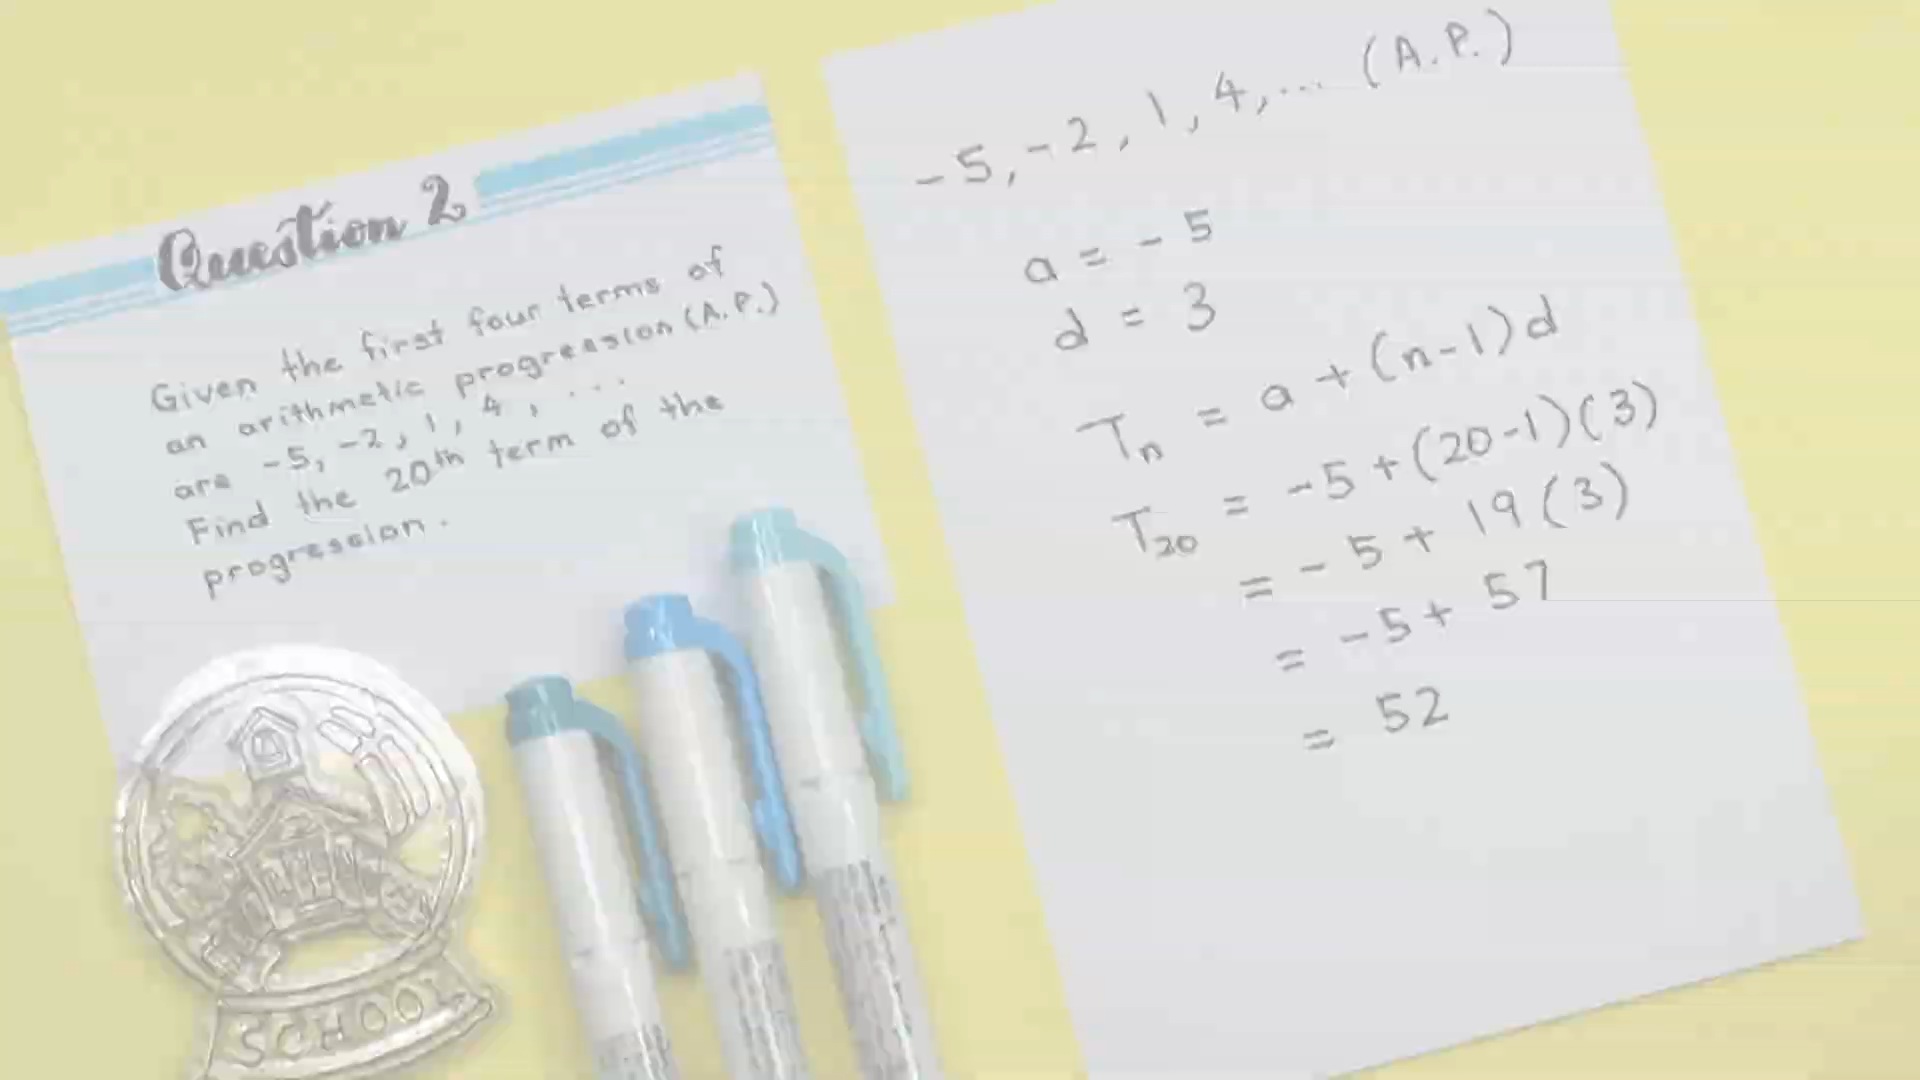 Question 2
Given the first four terms of
an arithmetic progression (A.P.)
are -5, -2, 1, 4, ...
Find the 20th term of the
progression.
-5, -2, 1, 4, ... (A.P.)
a = -5
d = 3
Tn = a + (n-1)d
T20 = -5 + (20-1)(3)
= -5 + 19(3)
= -5 + 57
= 52
SCHOOL